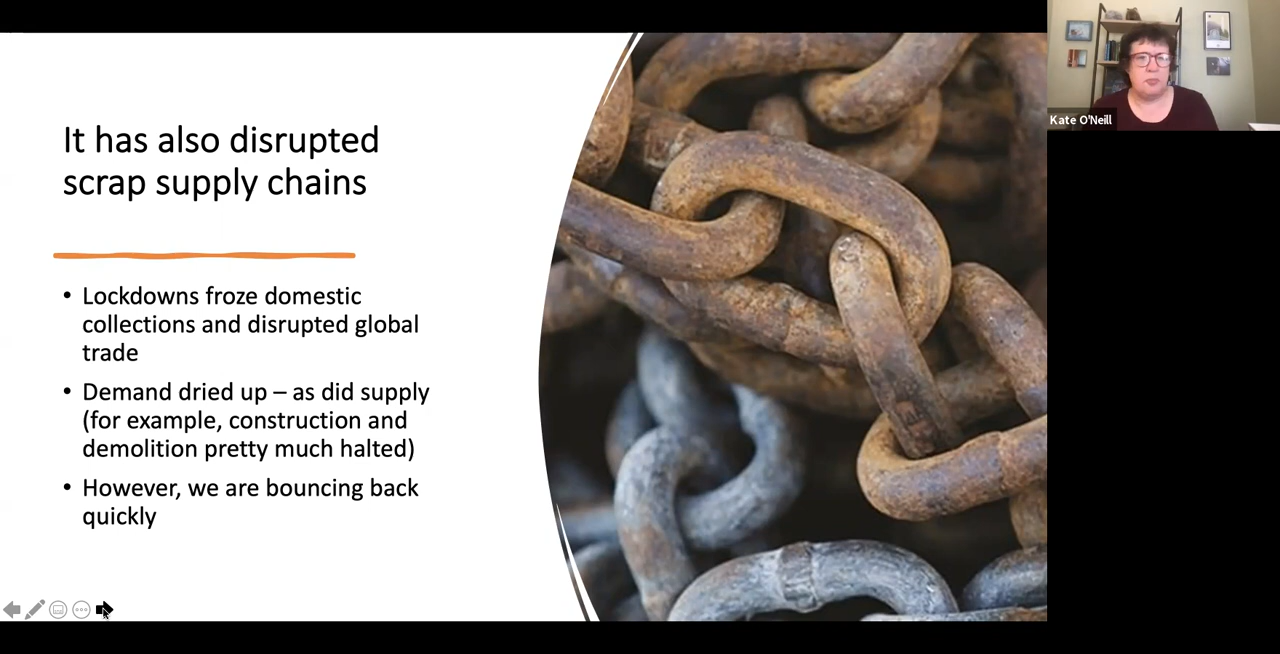 It has also disrupted
scrap supply chains
• Lockdowns froze domestic
collections and disrupted global
trade
• Demand dried up – as did supply
(for example, construction and
demolition pretty much halted)
• However, we are bouncing back
quickly
Kate O'Neill